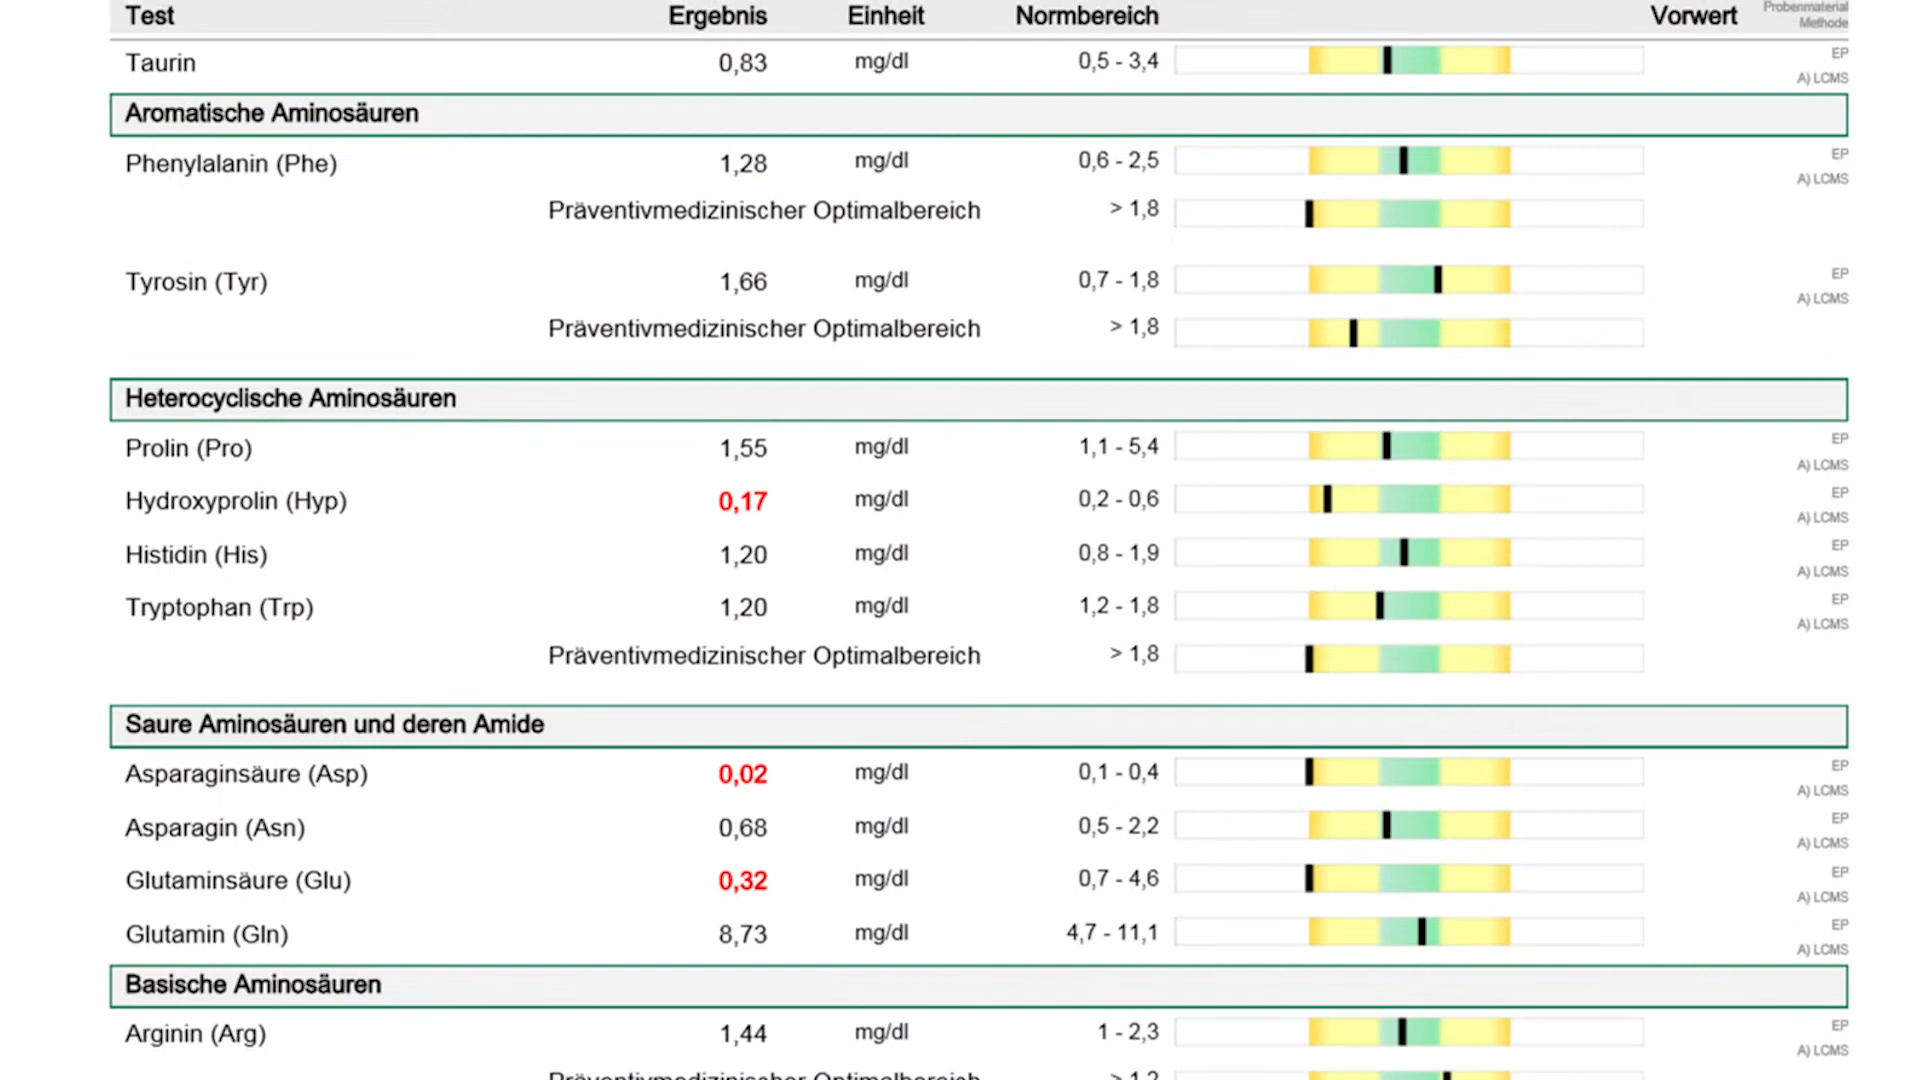 Test Ergebnis Einheit Normbereich Vorwert Probenmaterial
Methode
Taurin 0,83 mg/dl 0,5 - 3,4 EP
A) LCMS
Aromatische Aminosäuren
Phenylalanin (Phe) 1,28 mg/dl 0,6 - 2,5 EP
A) LCMS
Präventivmedizinischer Optimalbereich > 1,8
Tyrosin (Tyr) 1,66 mg/dl 0,7 - 1,8 EP
A) LCMS
Präventivmedizinischer Optimalbereich > 1,8
Heterocyclische Aminosäuren
Prolin (Pro) 1,55 mg/dl 1,1 - 5,4 EP
A) LCMS
Hydroxyprolin (Hyp) 0,17 mg/dl 0,2 - 0,6 EP
A) LCMS
Histidin (His) 1,20 mg/dl 0,8 - 1,9 EP
A) LCMS
Tryptophan (Trp) 1,20 mg/dl 1,2 - 1,8 EP
A) LCMS
Präventivmedizinischer Optimalbereich > 1,8
Saure Aminosäuren und deren Amide
Asparaginsäure (Asp) 0,02 mg/dl 0,1 - 0,4 EP
A) LCMS
Asparagin (Asn) 0,68 mg/dl 0,5 - 2,2 EP
A) LCMS
Glutaminsäure (Glu) 0,32 mg/dl 0,7 - 4,6 EP
A) LCMS
Glutamin (Gln) 8,73 mg/dl 4,7 - 11,1 EP
A) LCMS
Basische Aminosäuren
Arginin (Arg) 1,44 mg/dl 1 - 2,3 EP
A) LCMS
Präventivmedizinischer Optimalbereich > 1,2